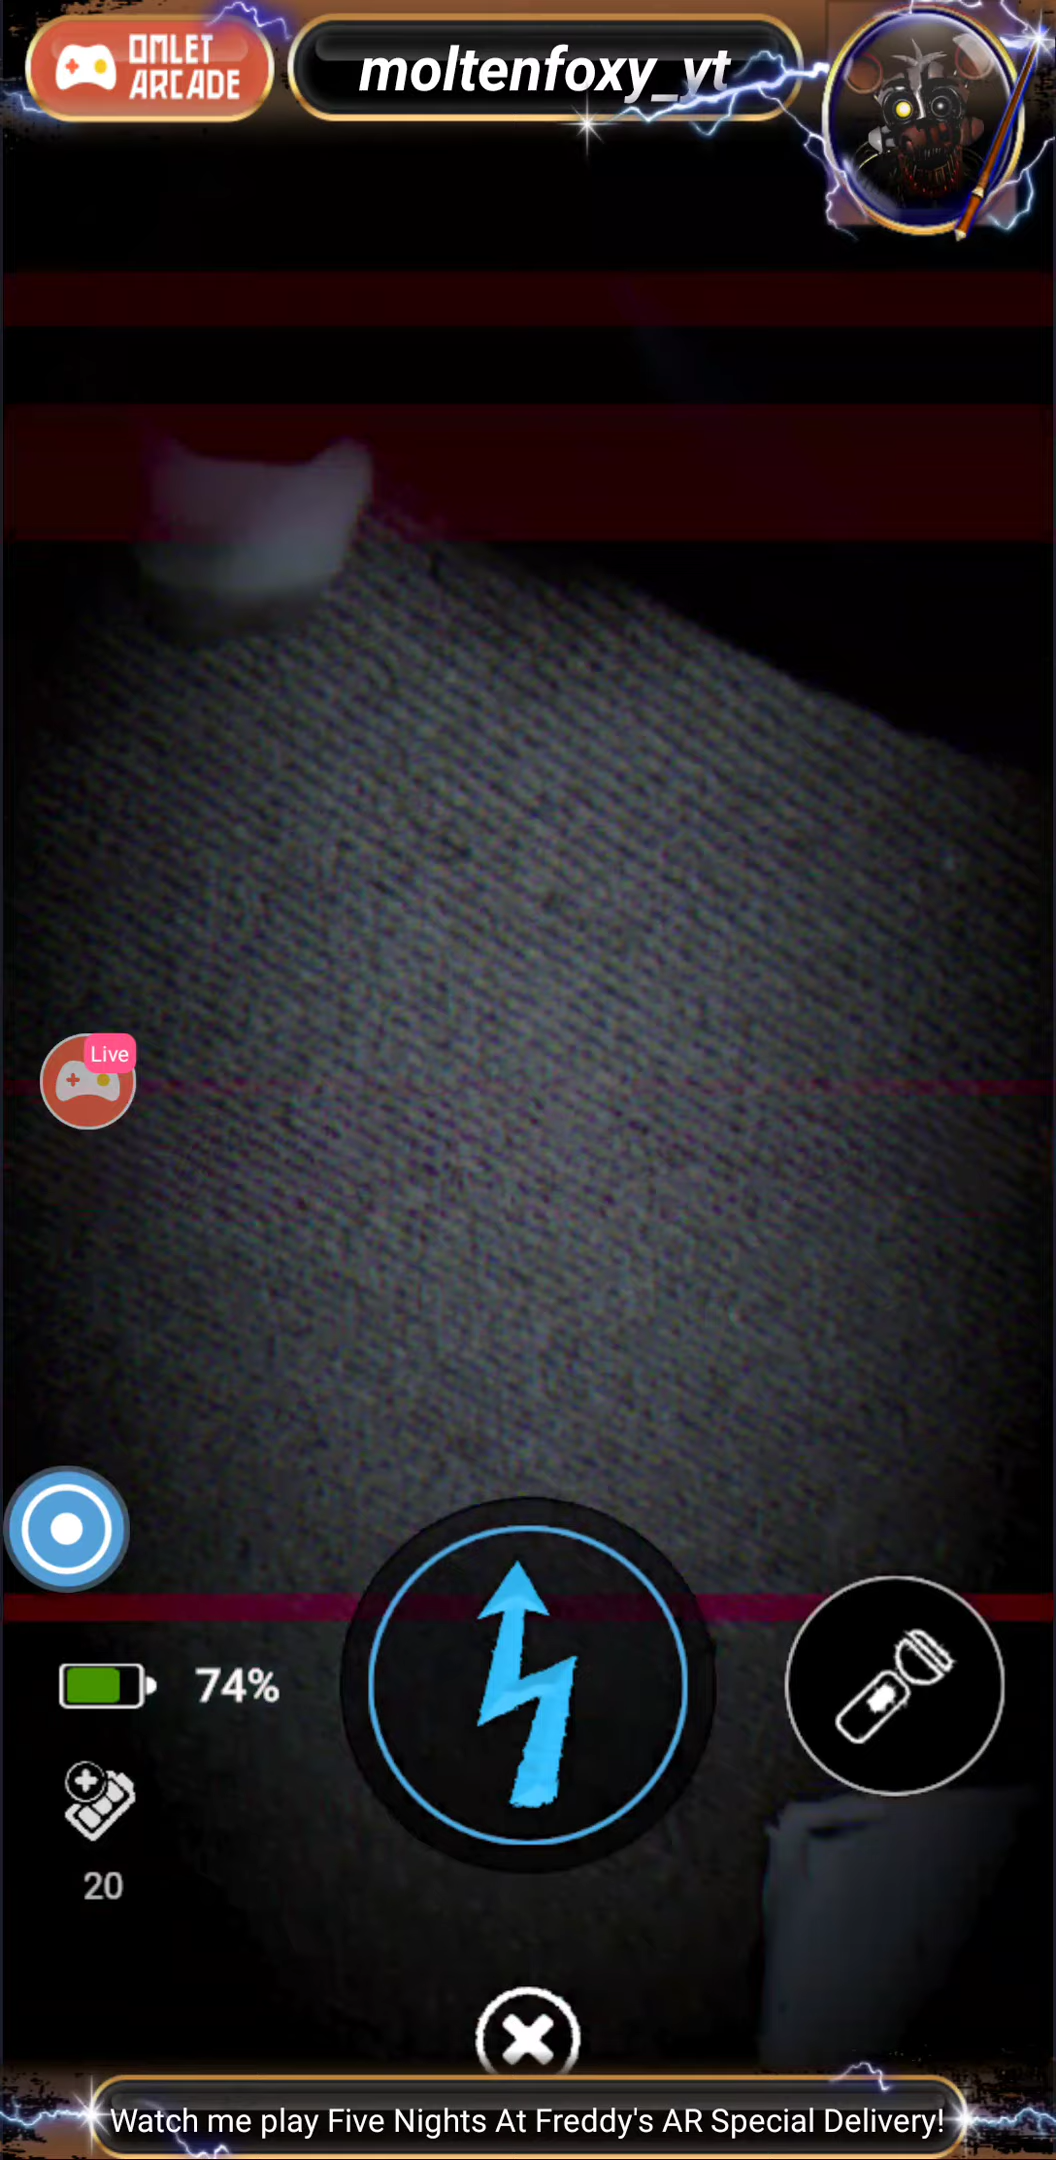 OMLET
ARCADE
moltenfoxy_yt
Live
74%
20
Watch me play Five Nights At Freddy's AR Special Delivery!